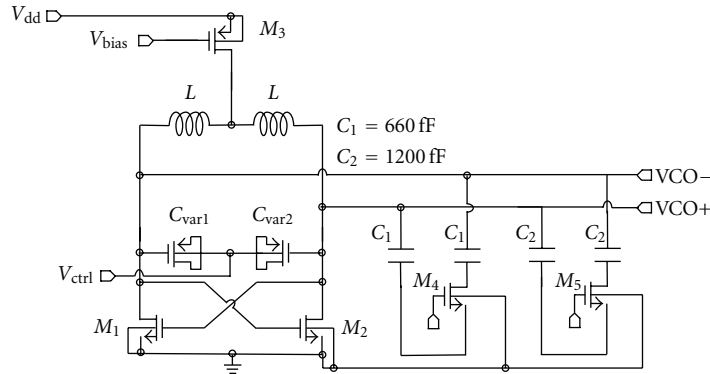 V_dd
V_bias
M_3
L L
C_1 = 660 fF
C_2 = 1200 fF
VCO−
VCO+
C_var1 C_var2
C_1 C_1 C_2 C_2
V_ctrl
M_4 M_5
M_1 M_2